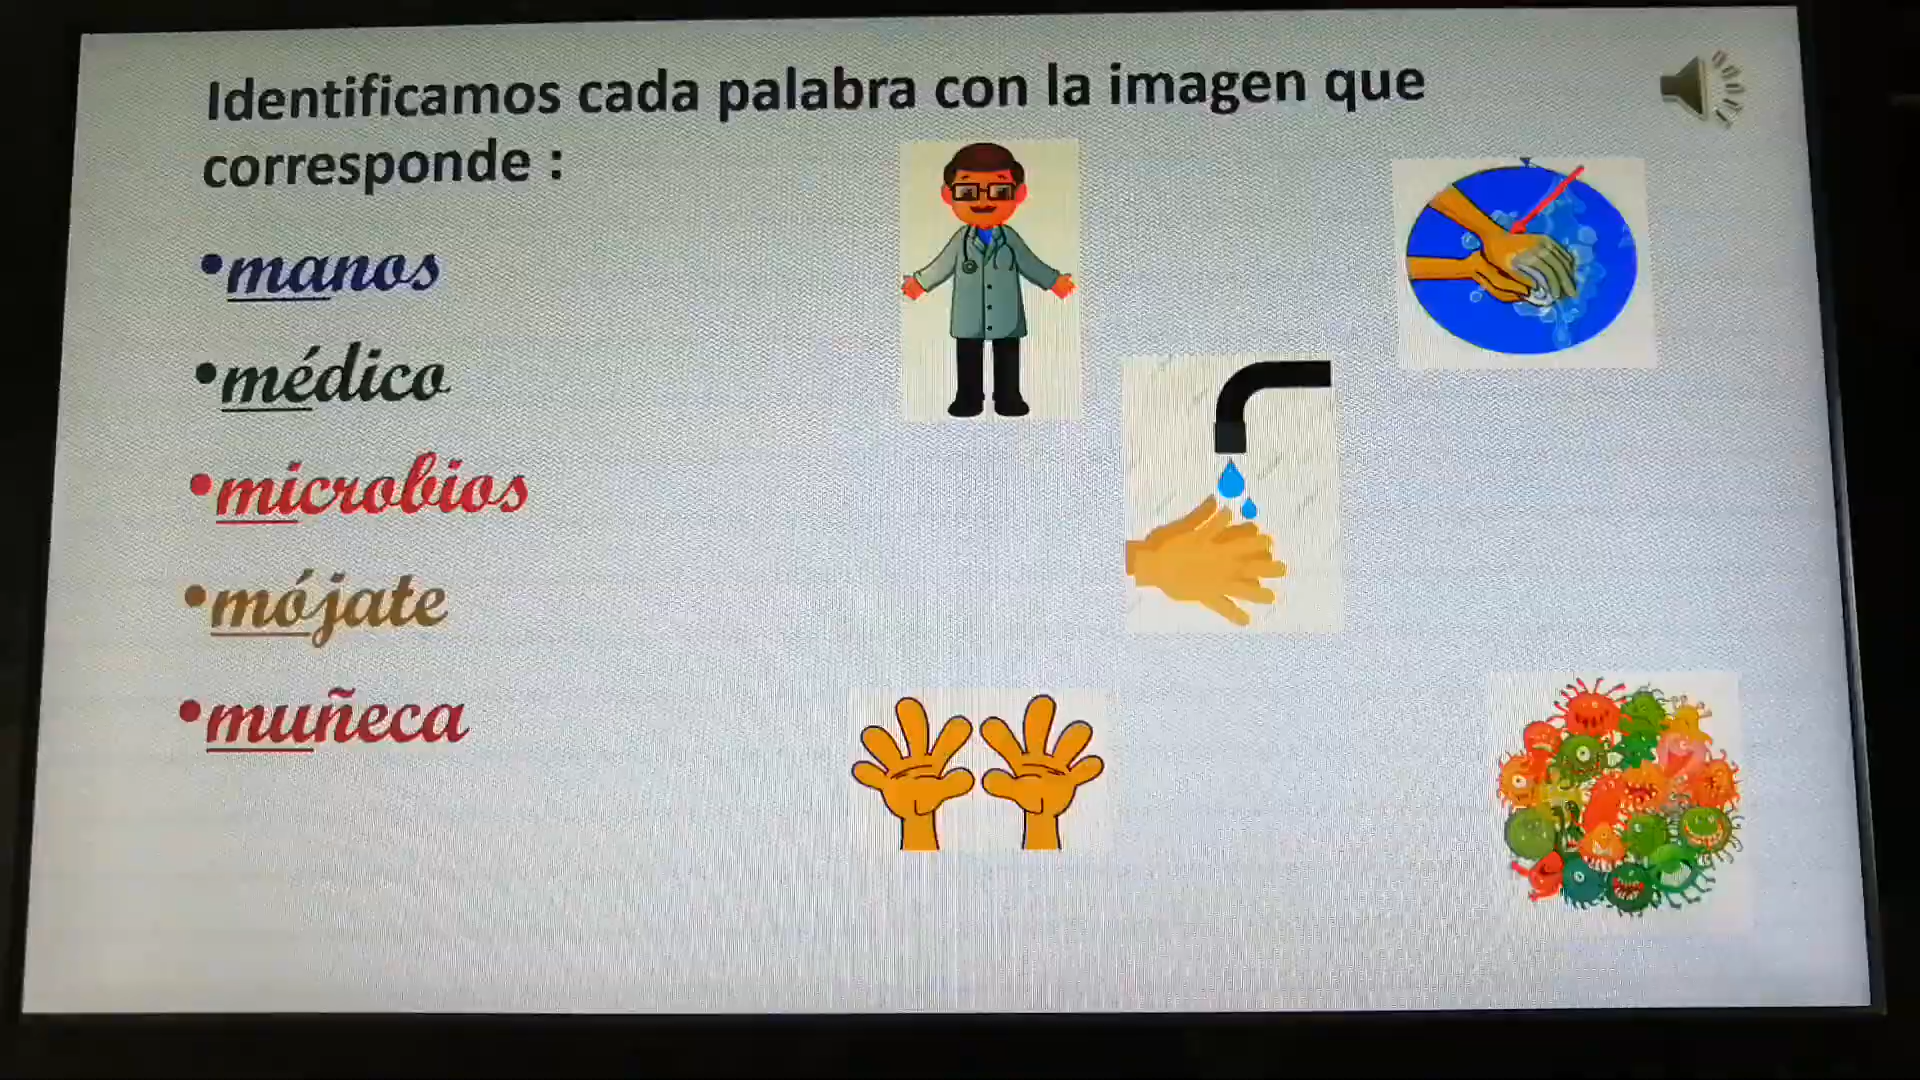 Identificamos cada palabra con la imagen que
corresponde :
•manos
•médico
•microbios
•mójate
•muñeca